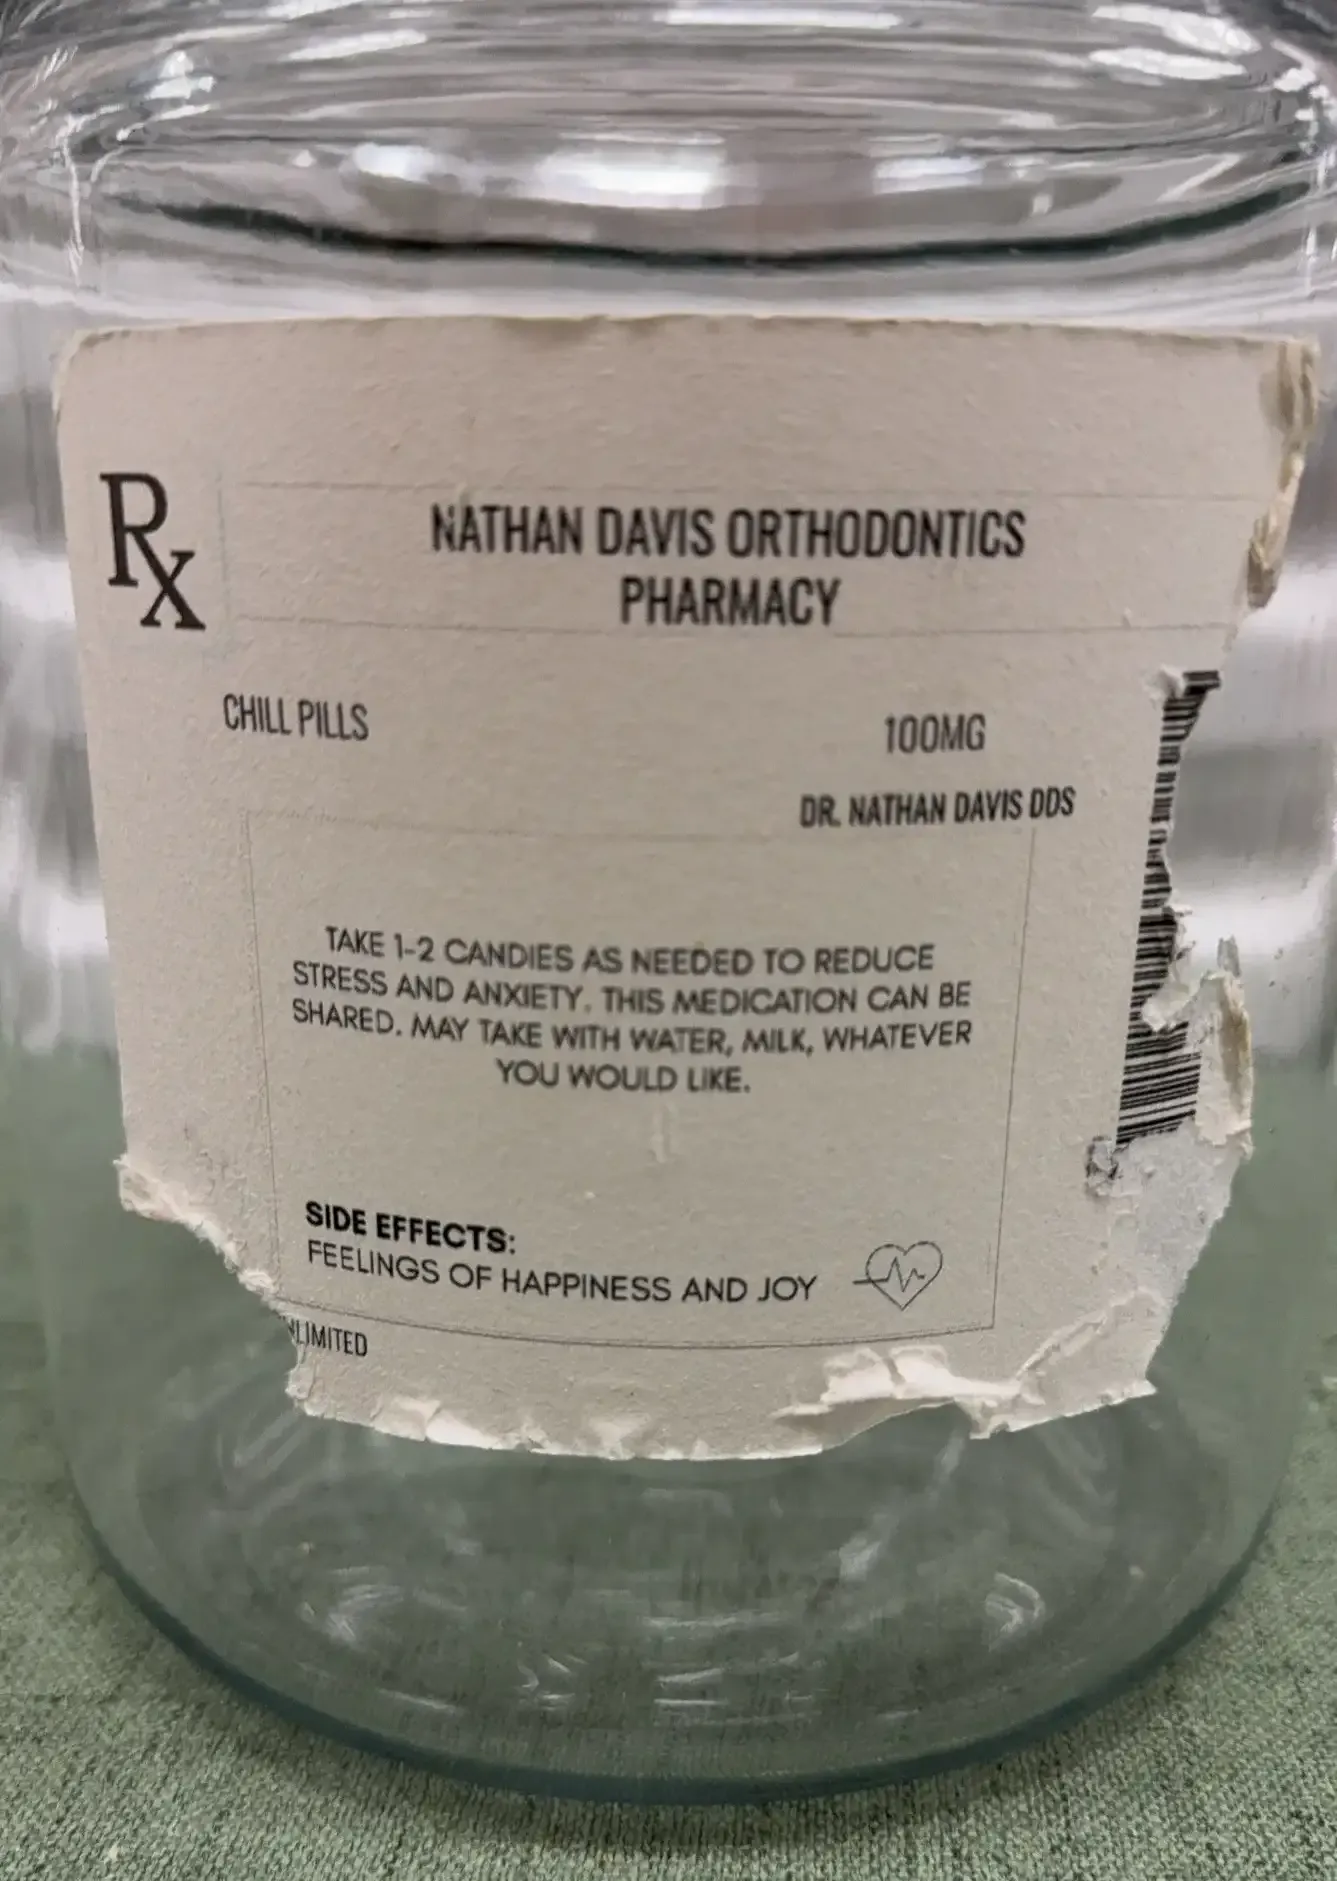 Rx
NATHAN DAVIS ORTHODONTICS
PHARMACY
CHILL PILLS 100MG
DR. NATHAN DAVIS DDS
TAKE 1-2 CANDIES AS NEEDED TO REDUCE
STRESS AND ANXIETY. THIS MEDICATION CAN BE
SHARED. MAY TAKE WITH WATER, MILK, WHATEVER
YOU WOULD LIKE.
SIDE EFFECTS:
FEELINGS OF HAPPINESS AND JOY